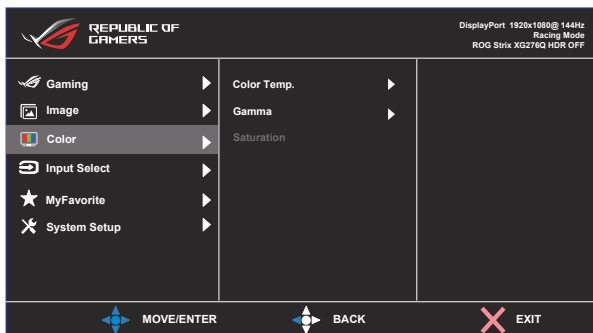 REPUBLIC OF
GAMERS
DisplayPort 1920x1080@ 144Hz
Racing Mode
ROG Strix XG276Q HDR OFF
Gaming
Image
Color
Input Select
MyFavorite
System Setup
Color Temp.
Gamma
Saturation
MOVE/ENTER
BACK
EXIT